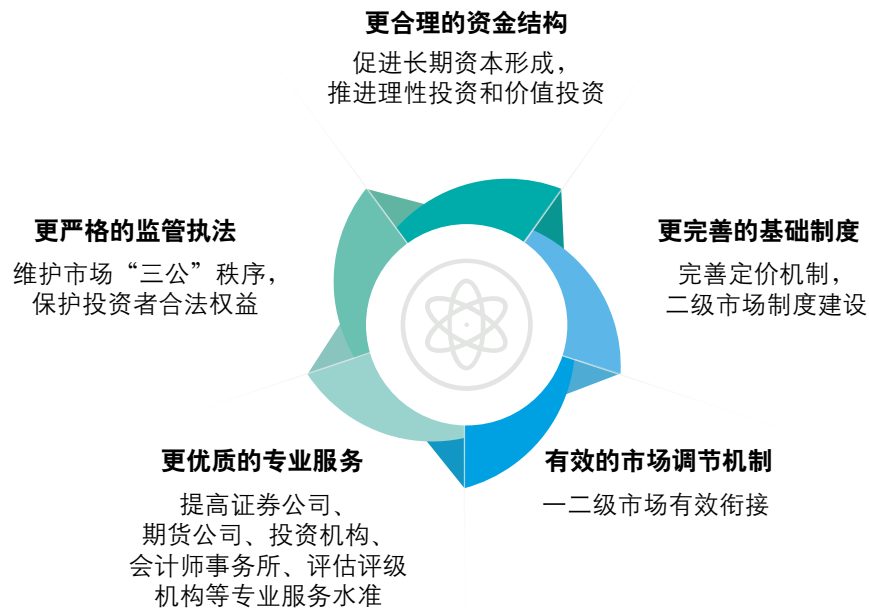 更合理的资金结构
促进长期资本形成，
推进理性投资和价值投资
更严格的监管执法
维护市场“三公”秩序，
保护投资者合法权益
更完善的基础制度
完善定价机制，
二级市场制度建设
更优质的专业服务
提高证券公司、
期货公司、投资机构、
会计师事务所、评估评级
机构等专业服务水准
有效的市场调节机制
一二级市场有效衔接